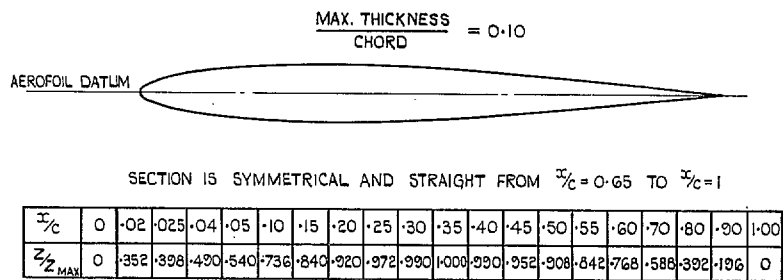 MAX. THICKNESS
CHORD
= 0·10
AEROFOIL DATUM
SECTION IS SYMMETRICAL AND STRAIGHT FROM x/c = 0·65 TO x/c = 1
x/c 0 ·02 ·025 ·04 ·05 ·10 ·15 ·20 ·25 ·30 ·35 ·40 ·45 ·50 ·55 ·60 ·70 ·80 ·90 1·00
z/z MAX 0 ·352 ·398 ·490 ·540 ·736 ·840 ·920 ·972 ·990 1·000 ·990 ·952 ·908 ·842 ·768 ·588 ·392 ·196 0